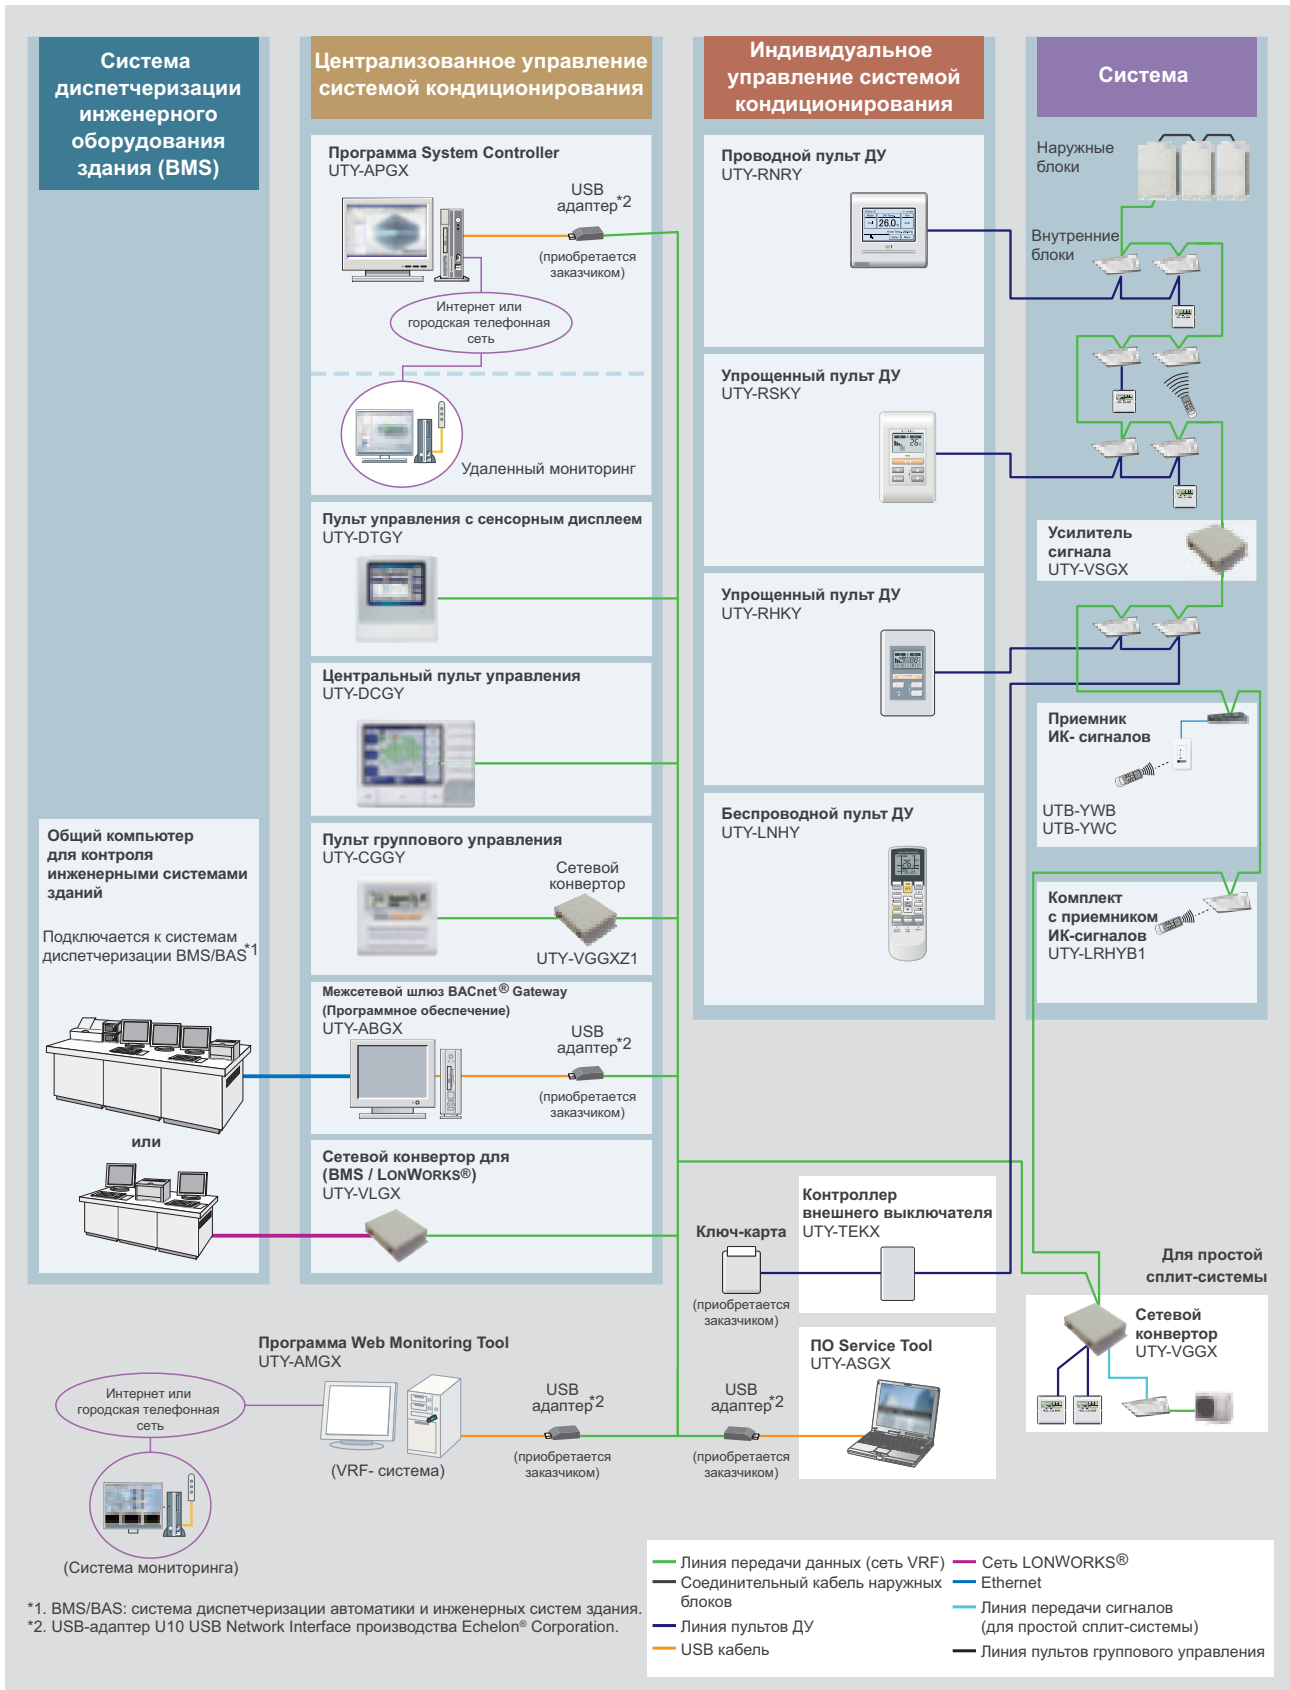 Система
диспетчеризации
инженерного
оборудования
здания (BMS)
Общий компьютер
для контроля
инженерными системами
зданий
Подключается к системам
диспетчеризации BMS/BAS*1
или
Централизованное управление
системой кондиционирования
Программа System Controller
UTY-APGX
USB
адаптер*2
(приобретается
заказчиком)
Интернет или
городская телефонная
сеть
Удаленный мониторинг
Пульт управления с сенсорным дисплеем
UTY-DTGY
Центральный пульт управления
UTY-DCGY
Пульт группового управления
UTY-CGGY
Сетевой
конвертор
UTY-VGGXZ1
Межсетевой шлюз BACnet® Gateway
(Программное обеспечение)
UTY-ABGX
USB
адаптер*2
(приобретается
заказчиком)
Сетевой конвертор для
(BMS / LONWORKS®)
UTY-VLGX
Индивидуальное
управление системой
кондиционирования
Проводной пульт ДУ
UTY-RNRY
26.0
Упрощенный пульт ДУ
UTY-RSKY
Упрощенный пульт ДУ
UTY-RHKY
Беспроводной пульт ДУ
UTY-LNHY
Система
Наружные
блоки
Внутренние
блоки
Усилитель
сигнала
UTY-VSGX
Приемник
ИК- сигналов
UTB-YWB
UTB-YWC
Комплект
с приемником
ИК-сигналов
UTY-LRHYB1
Контроллер
внешнего выключателя
UTY-TEKX
Ключ-карта
(приобретается
заказчиком)
Для простой
сплит-системы
Сетевой
конвертор
UTY-VGGX
Программа Web Monitoring Tool
UTY-AMGX
Интернет или
городская телефонная
сеть
(VRF- система)
USB
адаптер*2
(приобретается
заказчиком)
USB
адаптер*2
(приобретается
заказчиком)
ПО Service Tool
UTY-ASGX
(Система мониторинга)
Линия передачи данных (сеть VRF)
Соединительный кабель наружных
блоков
Линия пультов ДУ
USB кабель
Сеть LONWORKS®
Ethernet
Линия передачи сигналов
(для простой сплит-системы)
Линия пультов группового управления
*1. BMS/BAS: система диспетчеризации автоматики и инженерных систем здания.
*2. USB-адаптер U10 USB Network Interface производства Echelon® Corporation.